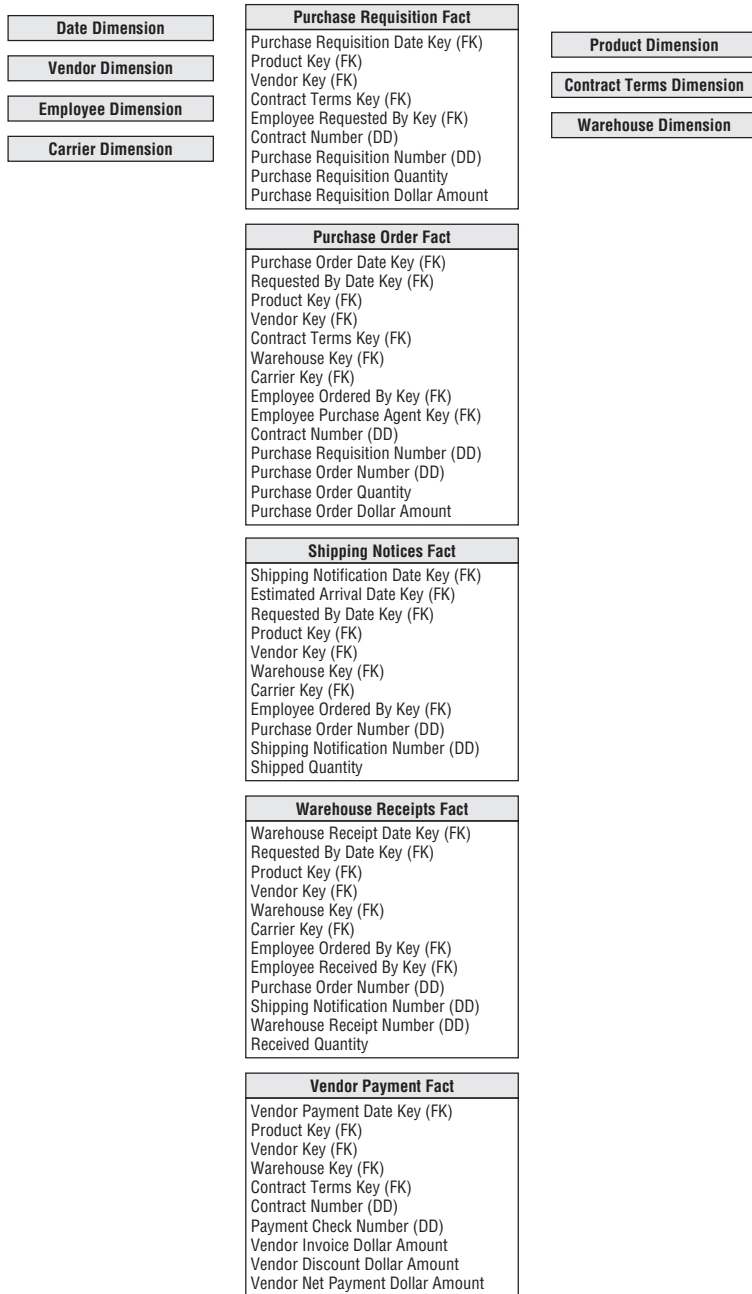 Date Dimension
Vendor Dimension
Employee Dimension
Carrier Dimension
Purchase Requisition Fact
Purchase Requisition Date Key (FK)
Product Key (FK)
Vendor Key (FK)
Contract Terms Key (FK)
Employee Requested By Key (FK)
Contract Number (DD)
Purchase Requisition Number (DD)
Purchase Requisition Quantity
Purchase Requisition Dollar Amount
Product Dimension
Contract Terms Dimension
Warehouse Dimension
Purchase Order Fact
Purchase Order Date Key (FK)
Requested By Date Key (FK)
Product Key (FK)
Vendor Key (FK)
Contract Terms Key (FK)
Warehouse Key (FK)
Carrier Key (FK)
Employee Ordered By Key (FK)
Employee Purchase Agent Key (FK)
Contract Number (DD)
Purchase Requisition Number (DD)
Purchase Order Number (DD)
Purchase Order Quantity
Purchase Order Dollar Amount
Shipping Notices Fact
Shipping Notification Date Key (FK)
Estimated Arrival Date Key (FK)
Requested By Date Key (FK)
Product Key (FK)
Vendor Key (FK)
Warehouse Key (FK)
Carrier Key (FK)
Employee Ordered By Key (FK)
Purchase Order Number (DD)
Shipping Notification Number (DD)
Shipped Quantity
Warehouse Receipts Fact
Warehouse Receipt Date Key (FK)
Requested By Date Key (FK)
Product Key (FK)
Vendor Key (FK)
Warehouse Key (FK)
Carrier Key (FK)
Employee Ordered By Key (FK)
Employee Received By Key (FK)
Purchase Order Number (DD)
Shipping Notification Number (DD)
Warehouse Receipt Number (DD)
Received Quantity
Vendor Payment Fact
Vendor Payment Date Key (FK)
Product Key (FK)
Vendor Key (FK)
Warehouse Key (FK)
Contract Terms Key (FK)
Contract Number (DD)
Payment Check Number (DD)
Vendor Invoice Dollar Amount
Vendor Discount Dollar Amount
Vendor Net Payment Dollar Amount